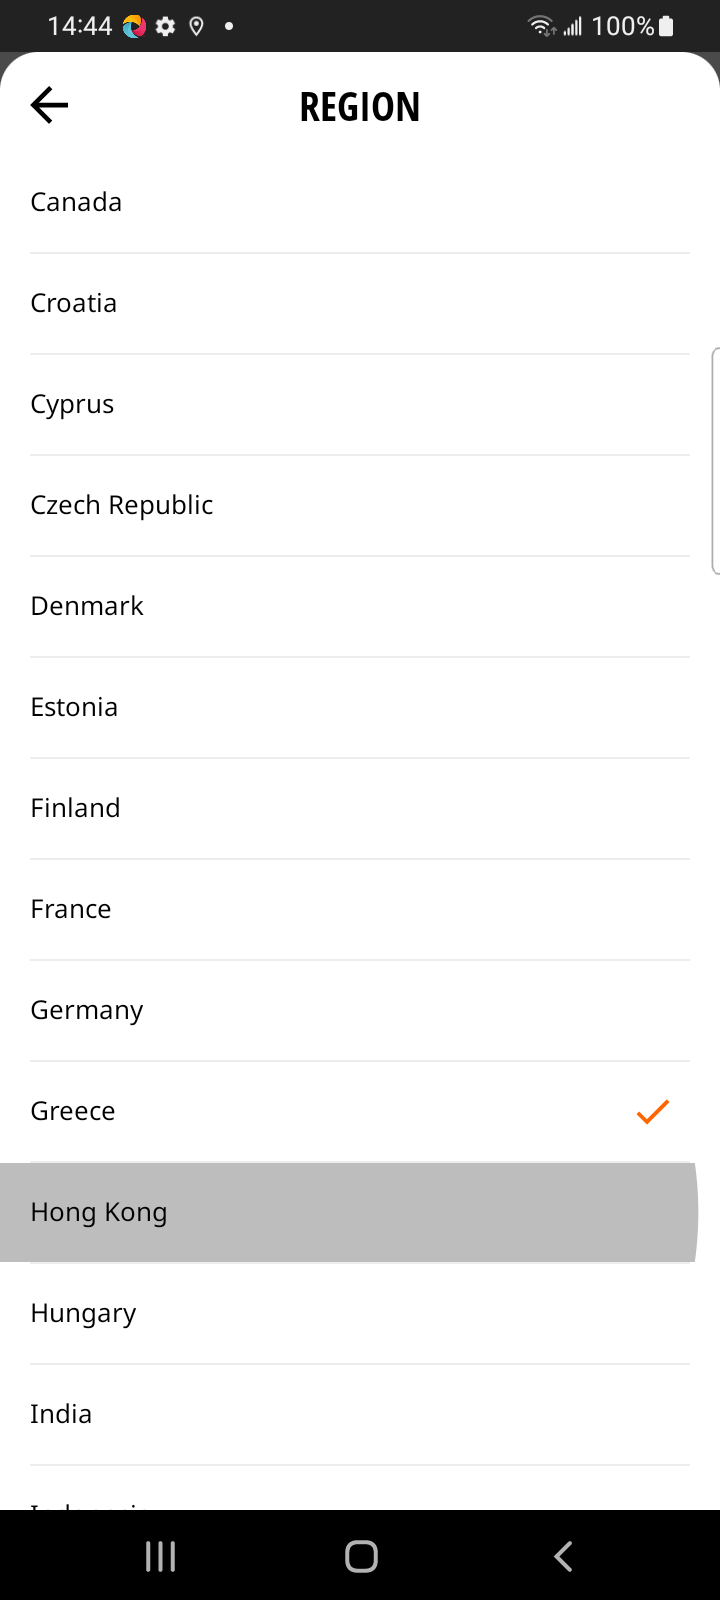 14:44
100%
REGION
Canada
Croatia
Cyprus
Czech Republic
Denmark
Estonia
Finland
France
Germany
Greece
Hong Kong
Hungary
India